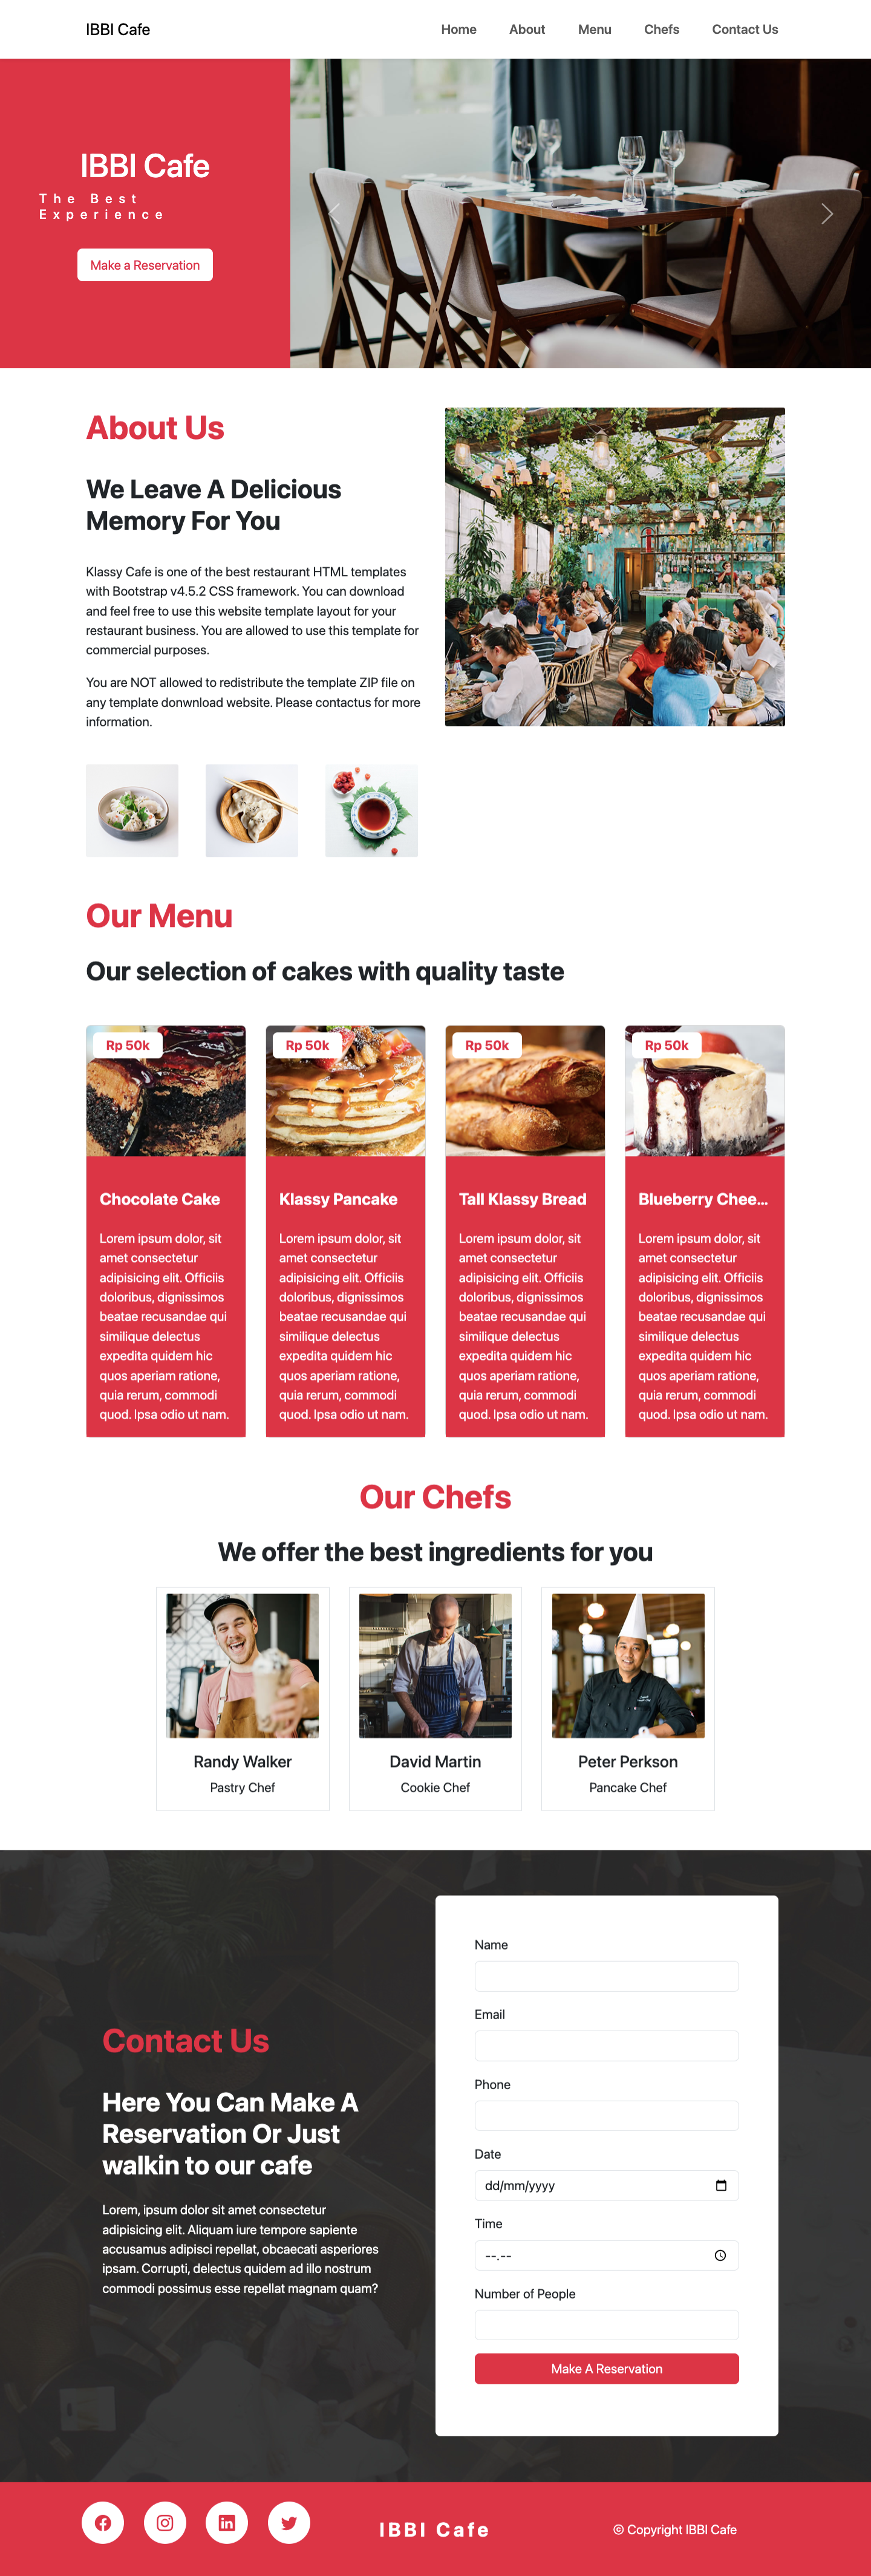 IBBI Cafe
Home About Menu Chefs Contact Us
IBBI Cafe
The Best
Experience
Make a Reservation
About Us
We Leave A Delicious
Memory For You
Klassy Cafe is one of the best restaurant HTML templates
with Bootstrap v4.5.2 CSS framework. You can download
and feel free to use this website template layout for your
restaurant business. You are allowed to use this template for
commercial purposes.
You are NOT allowed to redistribute the template ZIP file on
any template donwnload website. Please contactus for more
information.
Our Menu
Our selection of cakes with quality taste
Rp 50k
Chocolate Cake
Lorem ipsum dolor, sit
amet consectetur
adipisicing elit. Officiis
doloribus, dignissimos
beatae recusandae qui
similique delectus
expedita quidem hic
quos aperiam ratione,
quia rerum, commodi
quod. Ipsa odio ut nam.
Rp 50k
Klassy Pancake
Lorem ipsum dolor, sit
amet consectetur
adipisicing elit. Officiis
doloribus, dignissimos
beatae recusandae qui
similique delectus
expedita quidem hic
quos aperiam ratione,
quia rerum, commodi
quod. Ipsa odio ut nam.
Rp 50k
Tall Klassy Bread
Lorem ipsum dolor, sit
amet consectetur
adipisicing elit. Officiis
doloribus, dignissimos
beatae recusandae qui
similique delectus
expedita quidem hic
quos aperiam ratione,
quia rerum, commodi
quod. Ipsa odio ut nam.
Rp 50k
Blueberry Chee...
Lorem ipsum dolor, sit
amet consectetur
adipisicing elit. Officiis
doloribus, dignissimos
beatae recusandae qui
similique delectus
expedita quidem hic
quos aperiam ratione,
quia rerum, commodi
quod. Ipsa odio ut nam.
Our Chefs
We offer the best ingredients for you
Randy Walker
Pastry Chef
David Martin
Cookie Chef
Peter Perkson
Pancake Chef
Contact Us
Here You Can Make A
Reservation Or Just
walkin to our cafe
Lorem, ipsum dolor sit amet consectetur
adipisicing elit. Aliquam iure tempore sapiente
accusamus adipisci repellat, obcaecati asperiores
ipsam. Corrupti, delectus quidem ad illo nostrum
commodi possimus esse repellat magnam quam?
Name
Email
Phone
Date
dd/mm/yyyy
Time
--.--
Number of People
Make A Reservation
IBBI Cafe
© Copyright IBBI Cafe